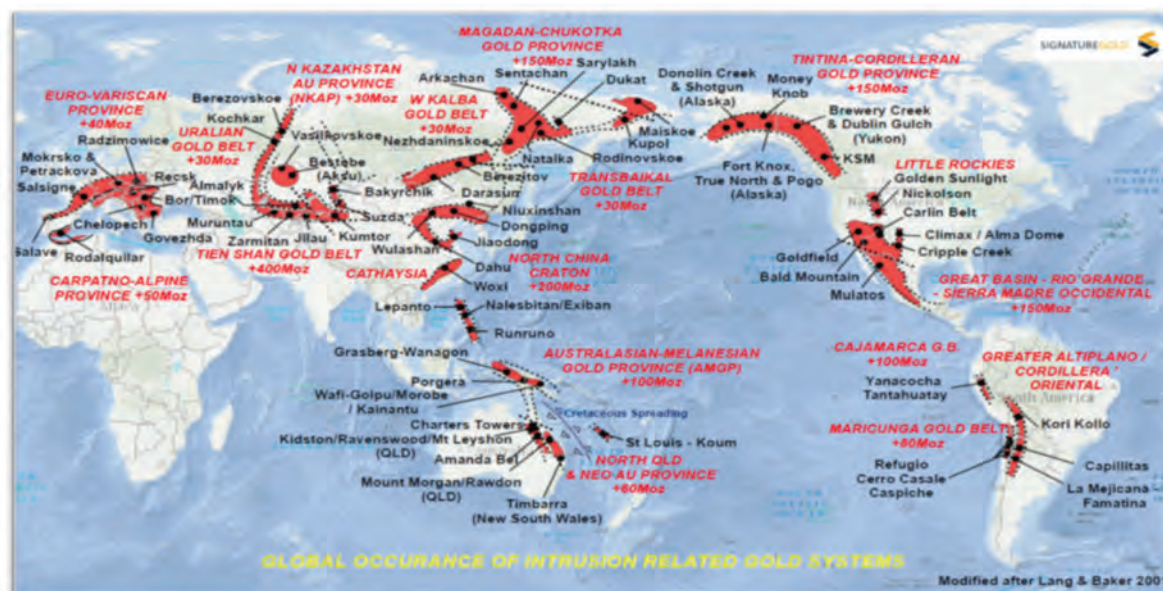 SIGNATUREGOLD
MAGADAN-CHUKOTKA
GOLD PROVINCE
+150Moz
TINTINA-CORDILLERAN
GOLD PROVINCE
+150Moz
N KAZAKHSTAN
AU PROVINCE
(NKAP) +30Moz
EURO-VARISCAN
PROVINCE
+40Moz
URALIAN
GOLD BELT
+30Moz
W KALBA
GOLD BELT
+30Moz
Arkachan
Sentachan
Sarylakh
Dukat
Donolin Creek
& Shotgun
(Alaska)
Money
Knob
Brewery Creek
& Dublin Gulch
(Yukon)
Berezovskoe
Kochkar
Vasilkovskoe
Radzimowice
Mokrsko &
Petrackova
Salsigne
Recsk
Almalyk
Bor/Timok
Bestobe
(Aksu)
Bakyrchik
Nezhdaninskoe
Natalka
Maiskoe
Kupol
Rodinovskoe
KSM
Fort Knox,
True North & Pogo
(Alaska)
TRANSBAIKAL
GOLD BELT
+30Moz
Berezitov
Darasun
LITTLE ROCKIES
Golden Sunlight
Nickolson
Carlin Belt
Climax / Alma Dome
Cripple Creek
Goldfield
Bald Mountain
Mulatos
Chelopech
Muruntau
Suzda
Niuxinshan
Dongping
Salave
Rodalquilar
Govezhda
Zarmitan
Jilau
Kumtor
Wulashan
Jiaodong
Dahu
TIEN SHAN GOLD BELT
+400Moz
NORTH CHINA
CRATON
+200Moz
CARPATNO-ALPINE
PROVINCE +50Moz
CATHAYSIA
Woxi
GREAT BASIN - RIO GRANDE
- SIERRA MADRE OCCIDENTAL
+150Moz
Lepanto
Nalesbitan/Exiban
Runruno
Grasberg-Wanagon
AUSTRALASIAN-MELANESIAN
GOLD PROVINCE (AMGP)
+100Moz
Porgera
Wafi-Golpu/Morobe
/ Kainantu
CAJAMARCA G.B.
+100Moz
GREATER ALTIPLANO /
CORDILLERA '
ORIENTAL
Yanacocha
Tantahuatay
South America
Kori Kollo
Cretaceous Spreading
Charters Towers
Kidston/Ravenswood/Mt Leyshon
(QLD)
Amanda Bel
St Louis - Koum
MARICUNGA GOLD BELT
+60Moz
NORTH QLD
& NEO-AU PROVINCE
+60Moz
Mount Morgan/Rawdon
(QLD)
Timbarra
(New South Wales)
Refugio
Cerro Casale
Caspiche
Capillitas
La Mejicana
Famatina
GLOBAL OCCURANCE OF INTRUSION RELATED GOLD SYSTEMS
Modified after Lang & Baker 2001